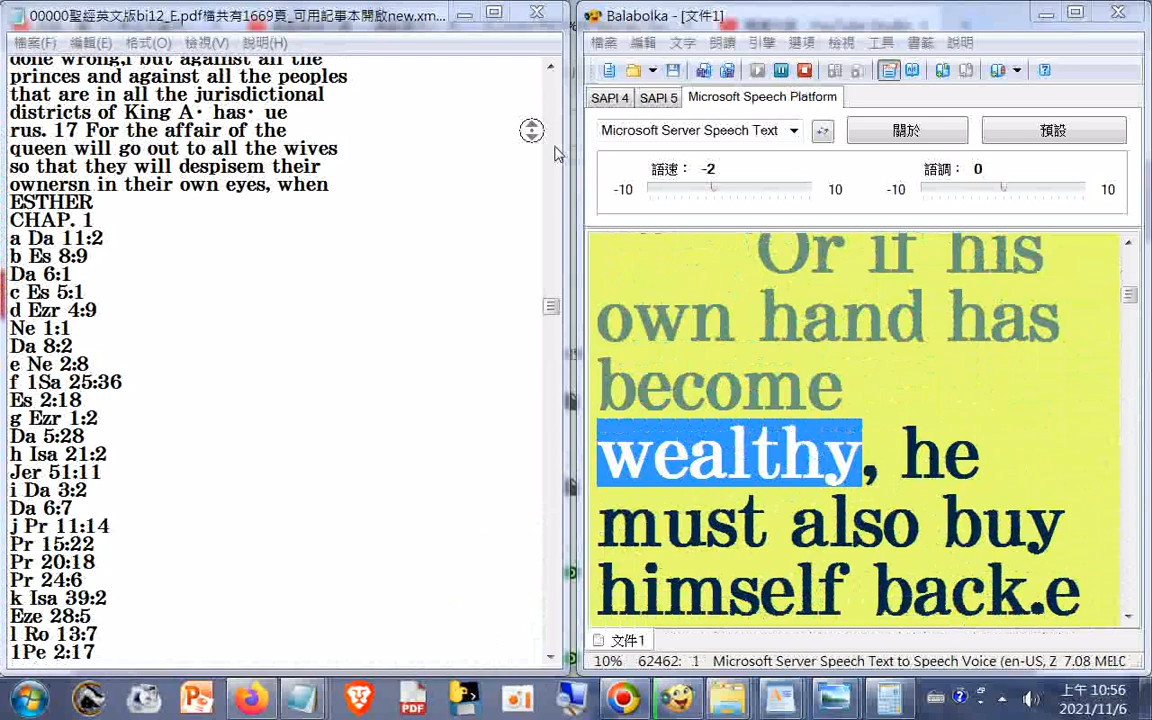 00000聖經英文版bi12_E.pdf檔共有1669頁_可用記事本開啟new.xm...
檔案(F) 編輯(E) 格式(O) 檢視(V) 說明(H)
done wrong,l but against all the
princes and against all the peoples
that are in all the jurisdictional
districts of King A· has· ue
rus. 17 For the affair of the
queen will go out to all the wives
so that they will despisem their
ownersn in their own eyes, when
ESTHER
CHAP. 1
a Da 11:2
b Es 8:9
Da 6:1
c Es 5:1
d Ezr 4:9
Ne 1:1
Da 8:2
e Ne 2:8
f 1Sa 25:36
Es 2:18
g Ezr 1:2
Da 5:28
h Isa 21:2
Jer 51:11
i Da 3:2
Da 6:7
j Pr 11:14
Pr 15:22
Pr 20:18
Pr 24:6
k Isa 39:2
Eze 28:5
l Ro 13:7
1Pe 2:17
Balabolka - [文件1]
檔案 編輯 文字 朗讀 引擎 選項 檢視 工具 書籤 說明
SAPI 4 SAPI 5 Microsoft Speech Platform
Microsoft Server Speech Text 關於 預設
語速: -2 語調: 0
-10 10 -10 10
Or if his
own hand has
become
wealthy, he
must also buy
himself back.e
文件1
10% 62462: 1 Microsoft Server Speech Text to Speech Voice (en-US, Z 7.08 MELC
PDF
上午 10:56
2021/11/6